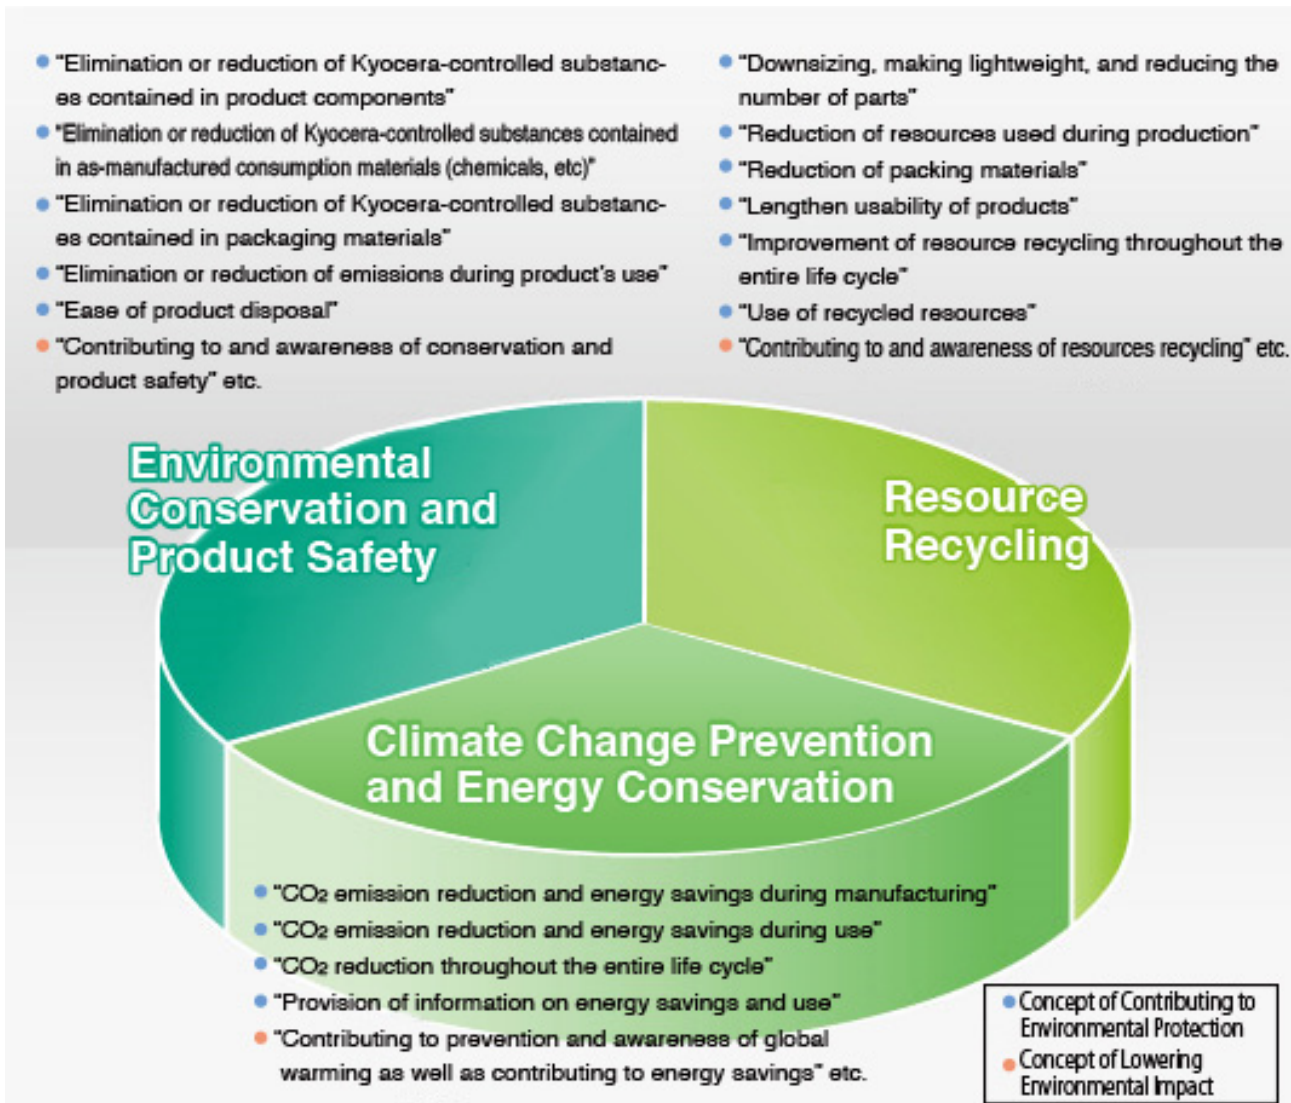 "Elimination or reduction of Kyocera-controlled substanc-
es contained in product components"
"Elimination or reduction of Kyocera-controlled substances contained
in as-manufactured consumption materials (chemicals, etc)"
"Elimination or reduction of Kyocera-controlled substanc-
es contained in packaging materials"
"Elimination or reduction of emissions during product's use"
"Ease of product disposal"
"Contributing to and awareness of conservation and
product safety" etc.
"Downsizing, making lightweight, and reducing the
number of parts"
"Reduction of resources used during production"
"Reduction of packing materials"
"Lengthen usability of products"
"Improvement of resource recycling throughout the
entire life cycle"
"Use of recycled resources"
"Contributing to and awareness of resources recycling" etc.
Environmental
Conservation and
Product Safety
Resource
Recycling
Climate Change Prevention
and Energy Conservation
"CO₂ emission reduction and energy savings during manufacturing"
"CO₂ emission reduction and energy savings during use"
"CO₂ reduction throughout the entire life cycle"
"Provision of information on energy savings and use"
"Contributing to prevention and awareness of global
warming as well as contributing to energy savings" etc.
Concept of Contributing to
Environmental Protection
Concept of Lowering
Environmental Impact